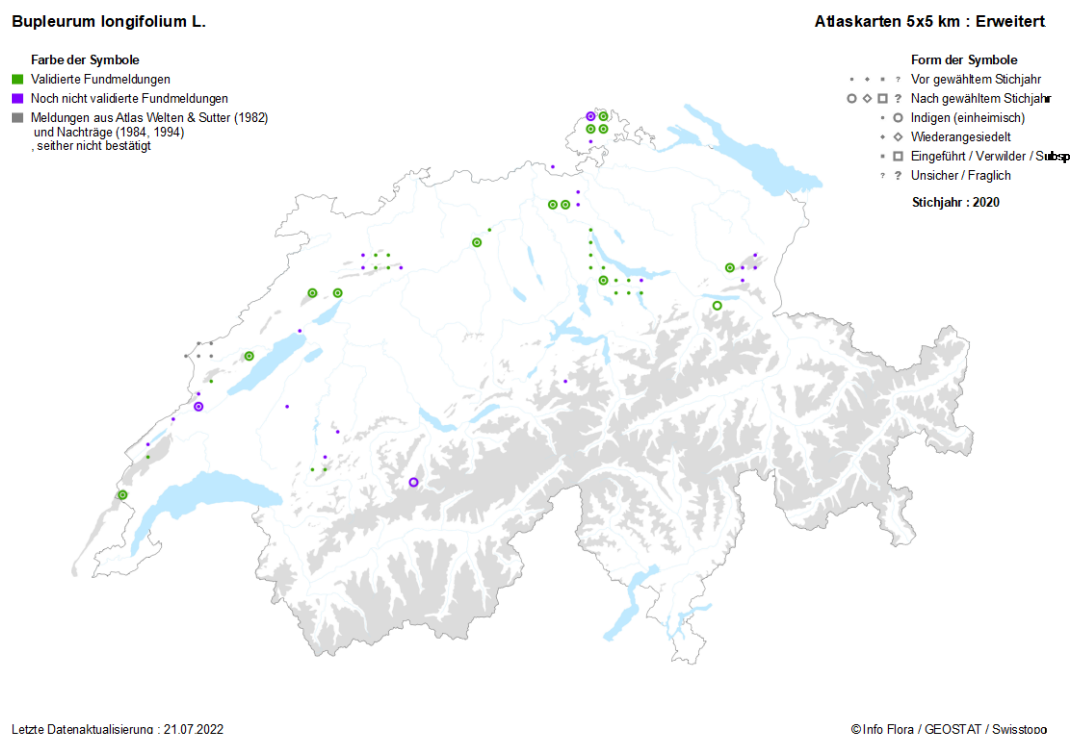 Bupleurum longifolium L.
Atlaskarten 5x5 km : Erweitert
Farbe der Symbole
Validierte Fundmeldungen
Noch nicht validierte Fundmeldungen
Meldungen aus Atlas Welten & Sutter (1982)
und Nachträge (1984, 1994)
, seither nicht bestätigt
Form der Symbole
? Vor gewähltem Stichjahr
? Nach gewähltem Stichjahr
Indigen (einheimisch)
Wiederangesiedelt
Eingeführt / Verwilder / Subsp
? ? Unsicher / Fraglich
Stichjahr : 2020
Letzte Datenaktualisierung : 21.07.2022
© Info Flora / GEOSTAT / Swisstopo